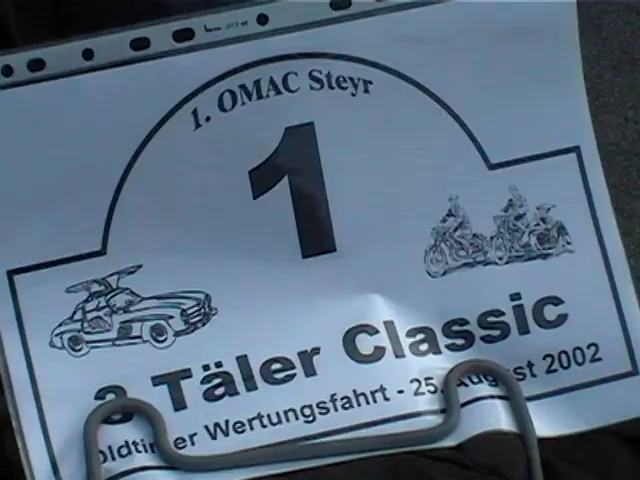 1. OMAC Steyr
1
3 Täler Classic
Oldtimer Wertungsfahrt - 25. August 2002